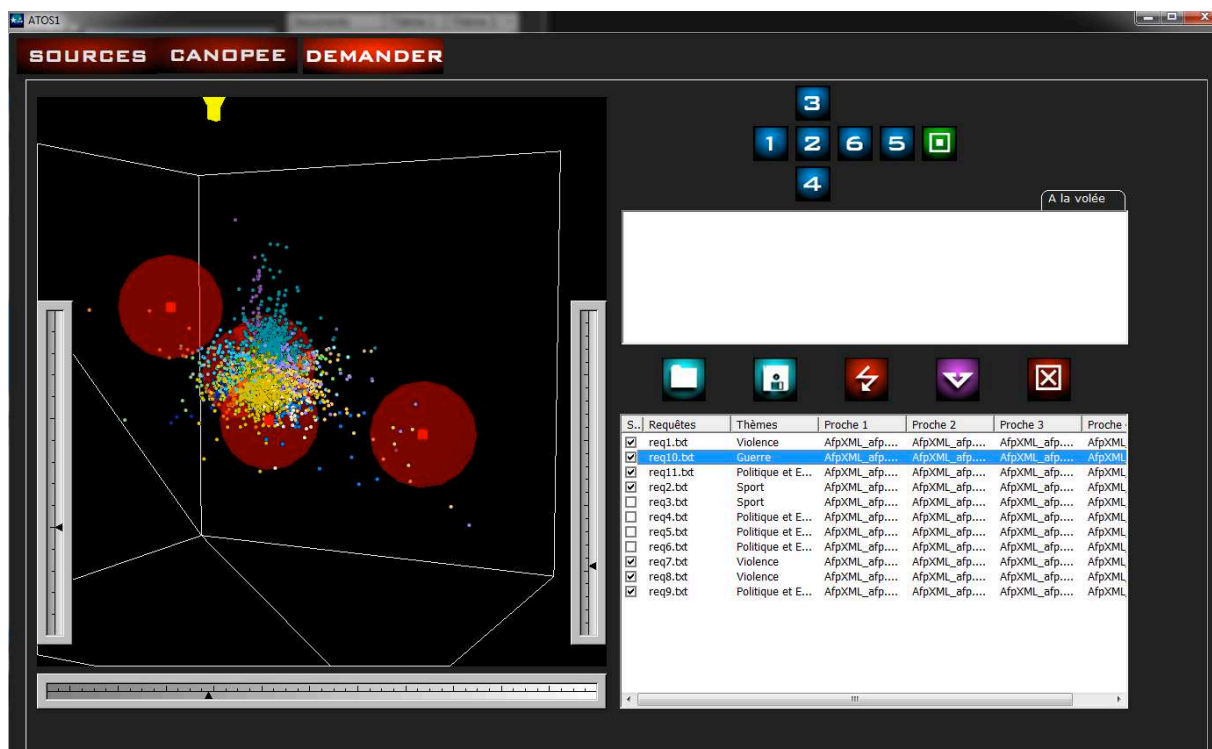 ATOS1
SOURCES CANOPEE DEMANDER
3
1 2 6 5
4
A la volée
S.. Requêtes Thèmes Proche 1 Proche 2 Proche 3 Proche
req1.txt Violence AfpXML_afp.... AfpXML_afp.... AfpXML_afp.... AfpXML
req10.txt Guerre AfpXML_afp.... AfpXML_afp.... AfpXML_afp.... AfpXML
req11.txt Politique et E... AfpXML_afp.... AfpXML_afp.... AfpXML_afp.... AfpXML
req2.txt Sport AfpXML_afp.... AfpXML_afp.... AfpXML_afp.... AfpXML
req3.txt Sport AfpXML_afp.... AfpXML_afp.... AfpXML_afp.... AfpXML
req4.txt Politique et E... AfpXML_afp.... AfpXML_afp.... AfpXML_afp.... AfpXML
req5.txt Politique et E... AfpXML_afp.... AfpXML_afp.... AfpXML_afp.... AfpXML
req6.txt Politique et E... AfpXML_afp.... AfpXML_afp.... AfpXML_afp.... AfpXML
req7.txt Violence AfpXML_afp.... AfpXML_afp.... AfpXML_afp.... AfpXML
req8.txt Violence AfpXML_afp.... AfpXML_afp.... AfpXML_afp.... AfpXML
req9.txt Politique et E... AfpXML_afp.... AfpXML_afp.... AfpXML_afp.... AfpXML